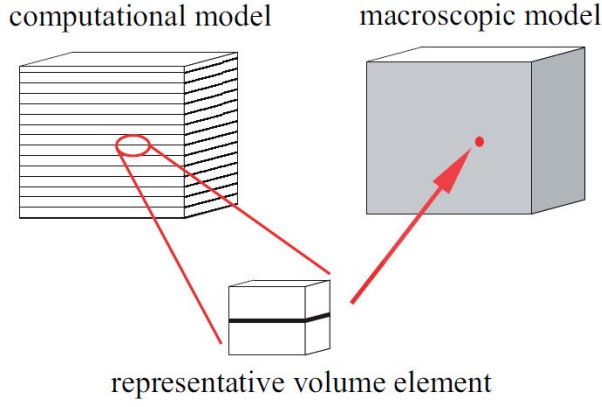 computational model
macroscopic model
representative volume element